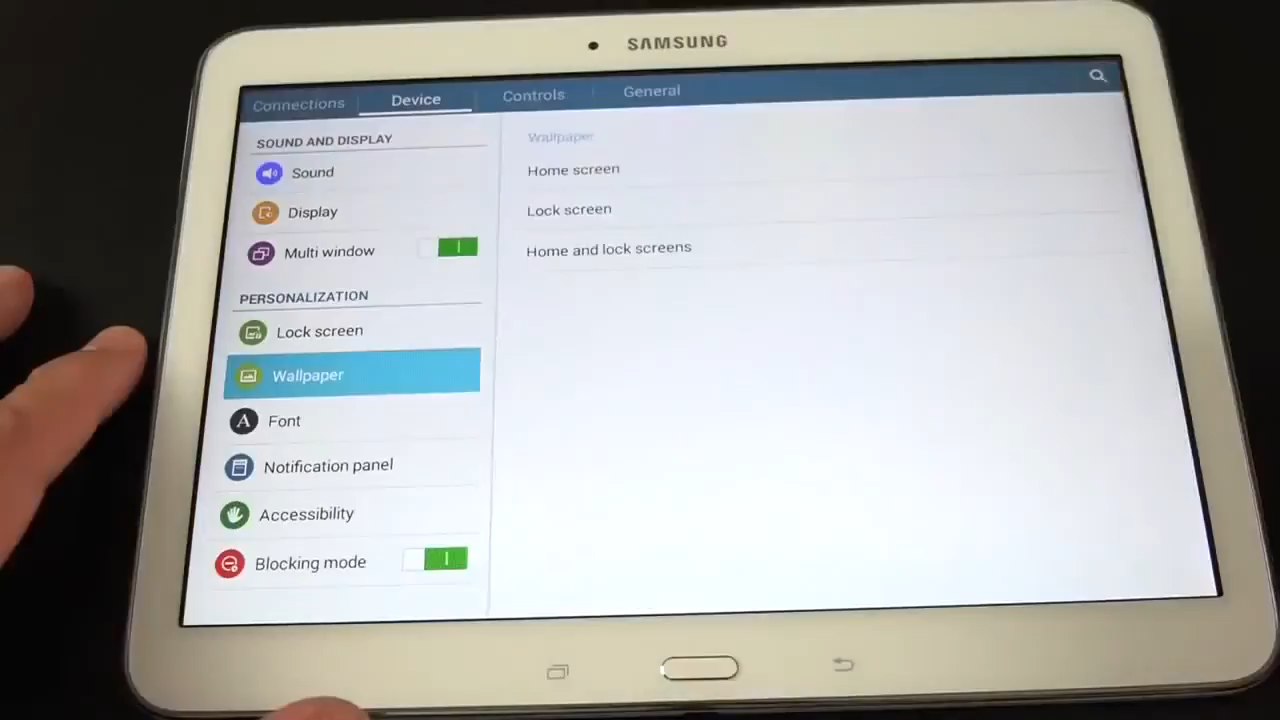 SAMSUNG
Connections Device Controls General
SOUND AND DISPLAY
Sound
Display
Multi window
PERSONALIZATION
Lock screen
Wallpaper
Font
Notification panel
Accessibility
Blocking mode
Wallpaper
Home screen
Lock screen
Home and lock screens